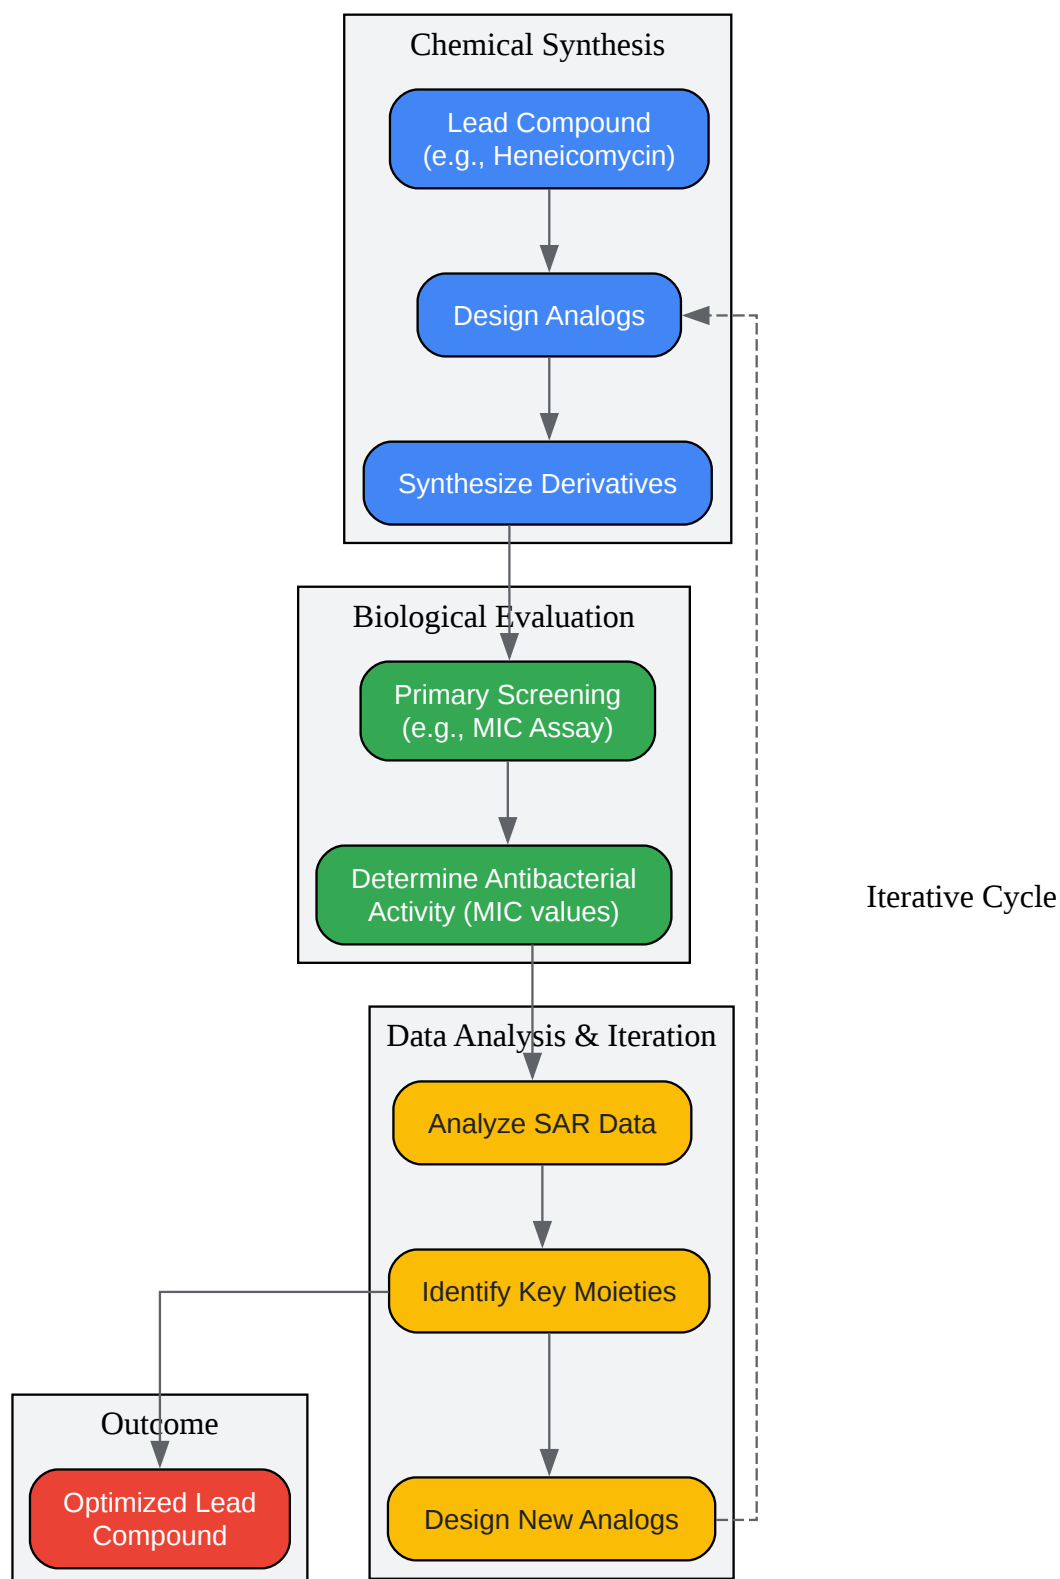 Chemical Synthesis
Lead Compound
(e.g., Heneicomycin)
Design Analogs
Synthesize Derivatives
Biological Evaluation
Primary Screening
(e.g., MIC Assay)
Determine Antibacterial
Activity (MIC values)
Iterative Cycle
Data Analysis & Iteration
Analyze SAR Data
Identify Key Moieties
Outcome
Optimized Lead
Compound
Design New Analogs